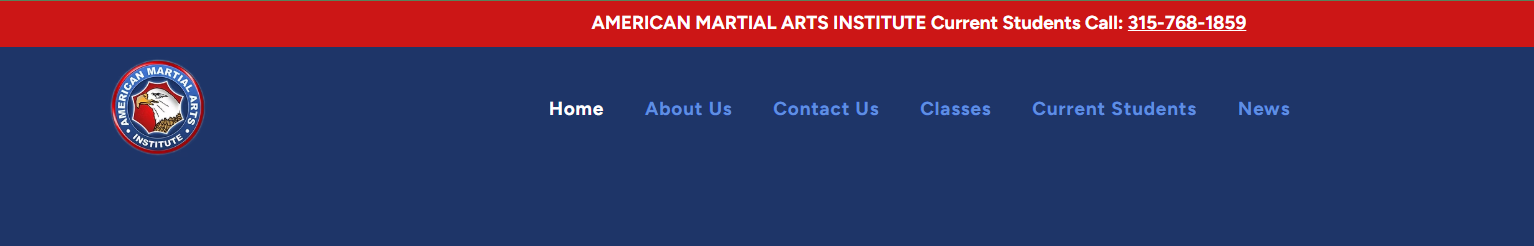 AMERICAN MARTIAL ARTS INSTITUTE Current Students Call: 315-768-1859
AMERICAN MARTIAL ARTS
INSTITUTE
Home About Us Contact Us Classes Current Students News